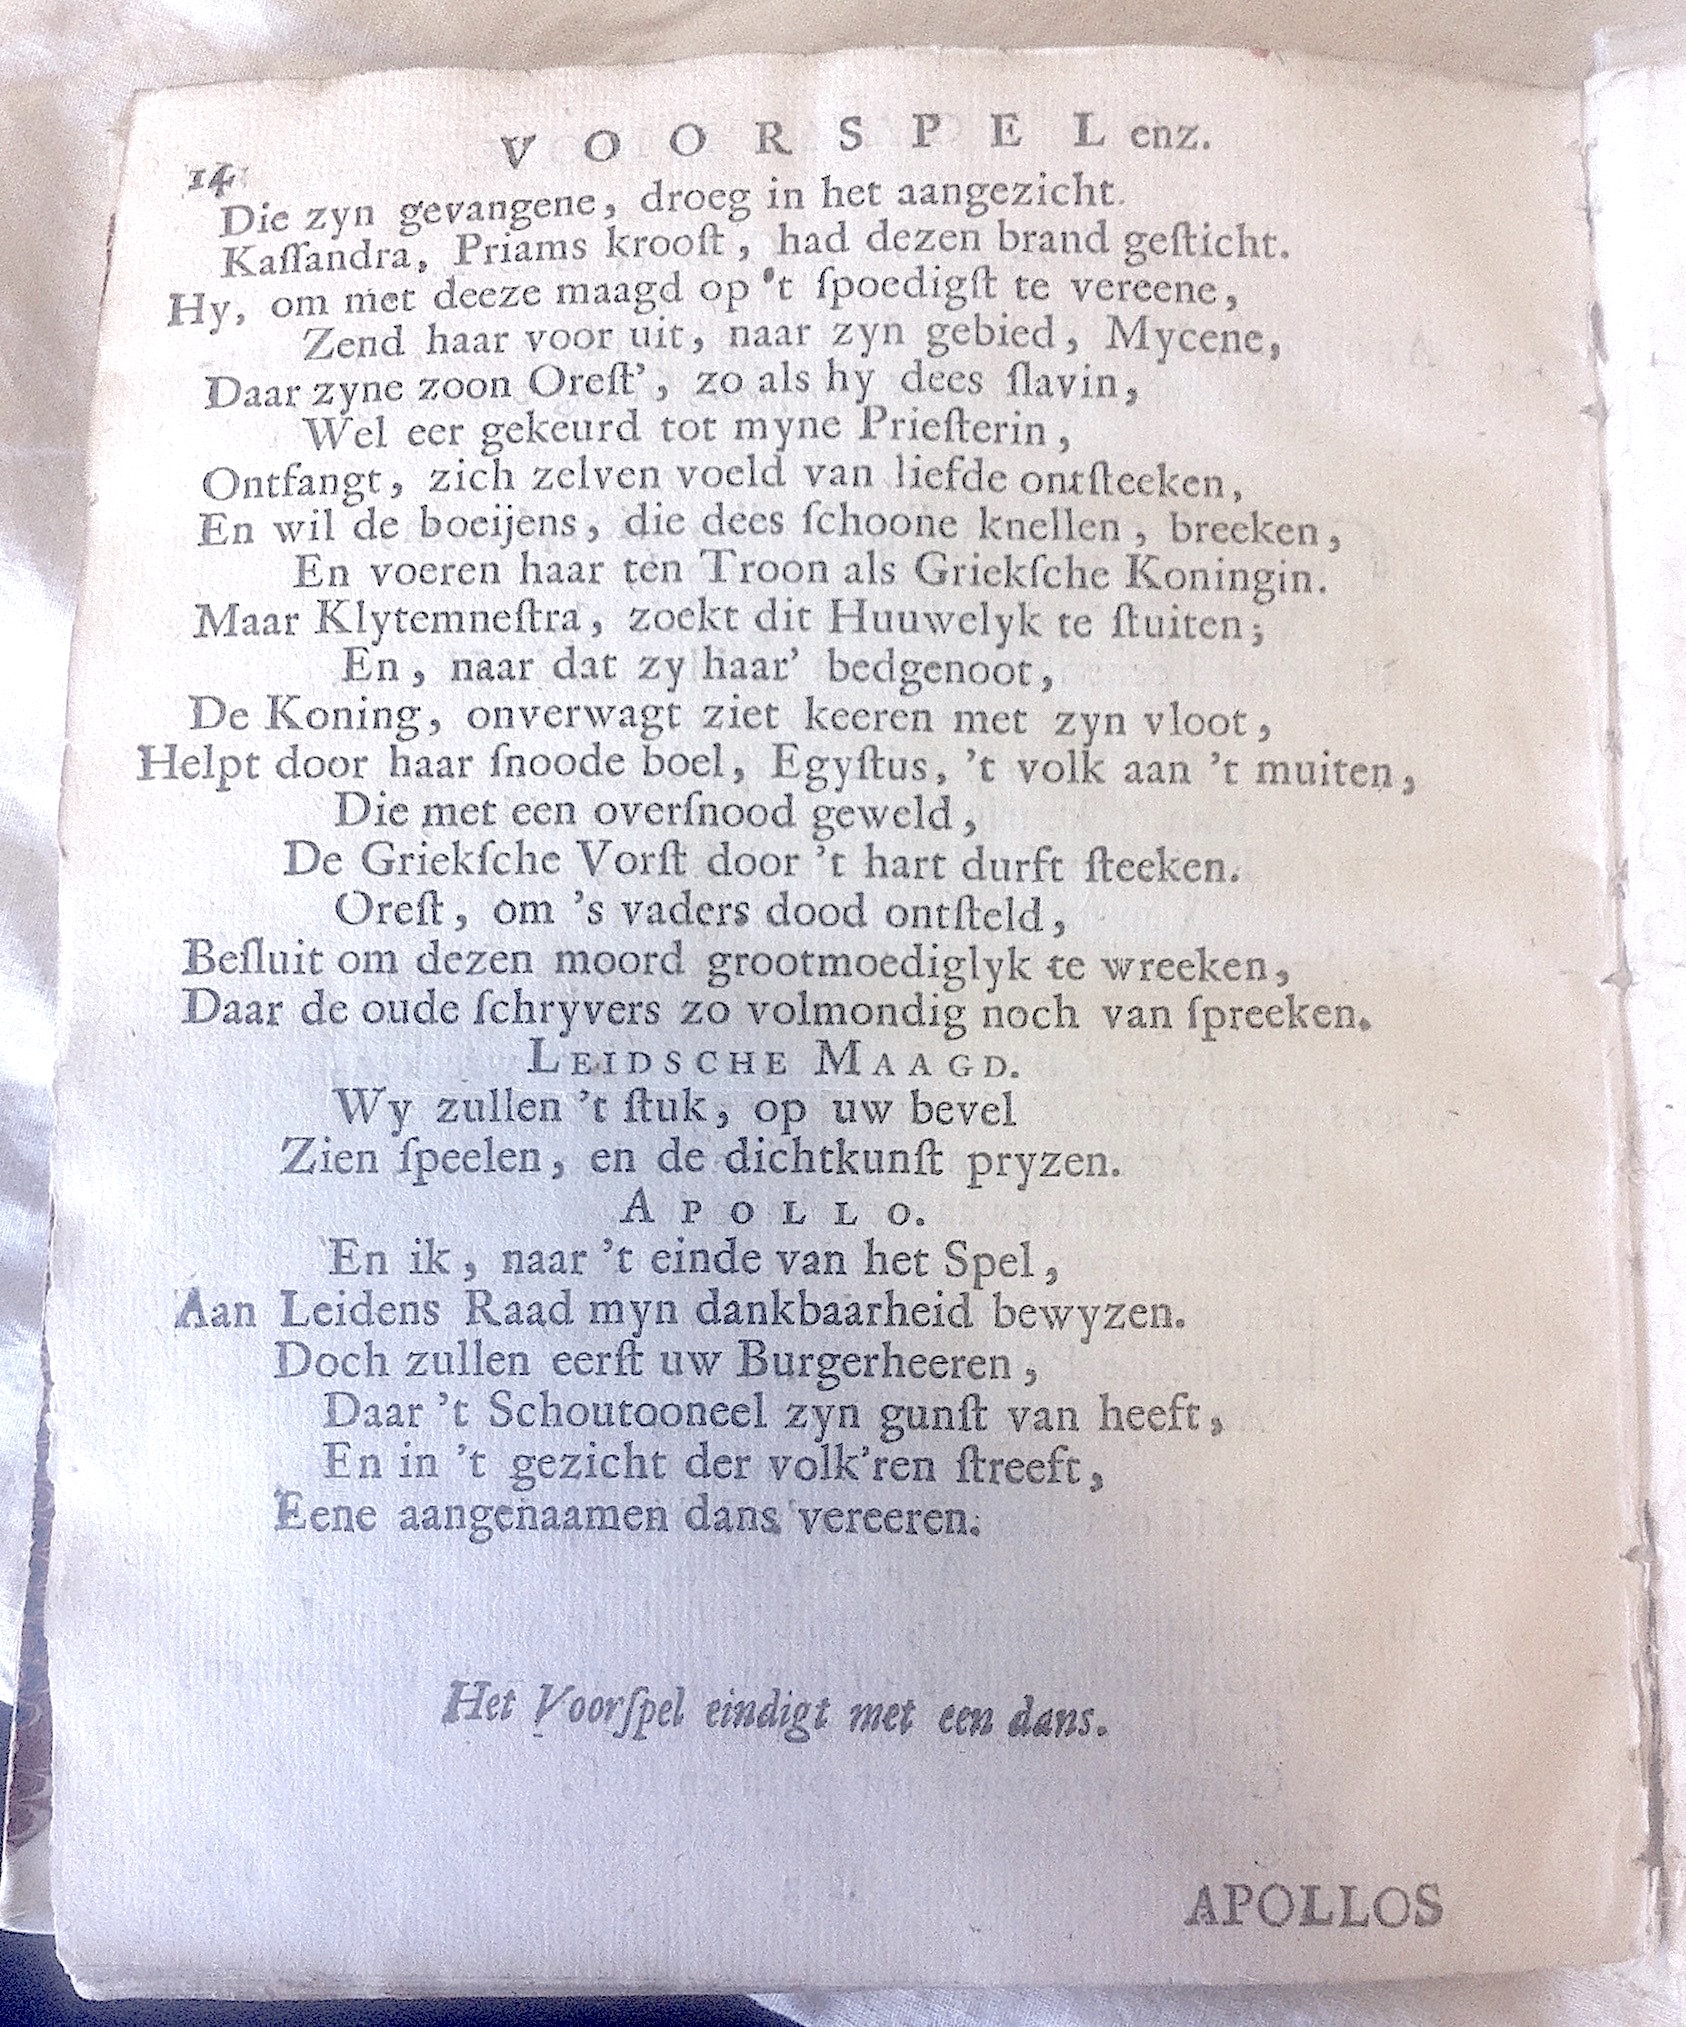 14 VOORSPEL enz.
Die zyn gevangene, droeg in het aangezicht.
Kaſſandra, Priams krooſt, had dezen brand geſticht.
Hy, om met deeze maagd op 't ſpoedigſt te vereene,
Zend haar voor uit, naar zyn gebied, Mycene,
Daar zyne zoon Oreſt', zo als hy dees ſlavin,
Wel eer gekeurd tot myne Prieſterin,
Ontfangt, zich zelven voeld van liefde ontſteeken,
En wil de boeijens, die dees ſchoone knellen, breeken,
En voeren haar ten Troon als Griekſche Koningin.
Maar Klytemneſtra, zoekt dit Huuwelyk te ſtuiten;
En, naar dat zy haar' bedgenoot,
De Koning, onverwagt ziet keeren met zyn vloot,
Helpt door haar ſnoode boel, Egyſtus, 't volk aan 't muiten,
Die met een overſnood geweld,
De Griekſche Vorſt door 't hart durft ſteeken.
Oreſt, om 's vaders dood ontſteld,
Beſluit om dezen moord grootmoediglyk te wreeken,
Daar de oude ſchryvers zo volmondig noch van ſpreeken.
LEIDSCHE MAAGD.
Wy zullen 't ſtuk, op uw bevel
Zien ſpeelen, en de dichtkunſt pryzen.
APOLLO.
En ik, naar 't einde van het Spel,
Aan Leidens Raad myn dankbaarheid bewyzen.
Doch zullen eerſt uw Burgerheeren,
Daar 't Schoutooneel zyn gunſt van heeft,
En in 't gezicht der volk'ren ſtreeft,
Eene aangenaamen dans vereeren.
Het Voorſpel eindigt met een dans.
APOLLOS